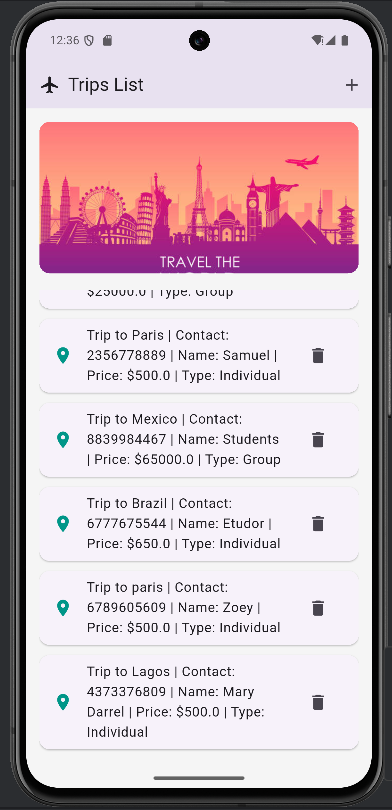 12:36
Trips List
TRAVEL THE
$25000.0 | Type: Group
Trip to Paris | Contact:
2356778889 | Name: Samuel |
Price: $500.0 | Type: Individual
Trip to Mexico | Contact:
8839984467 | Name: Students
| Price: $65000.0 | Type: Group
Trip to Brazil | Contact:
6777675544 | Name: Etudor |
Price: $650.0 | Type: Individual
Trip to paris | Contact:
6789605609 | Name: Zoey |
Price: $500.0 | Type: Individual
Trip to Lagos | Contact:
4373376809 | Name: Mary
Darrel | Price: $500.0 | Type:
Individual